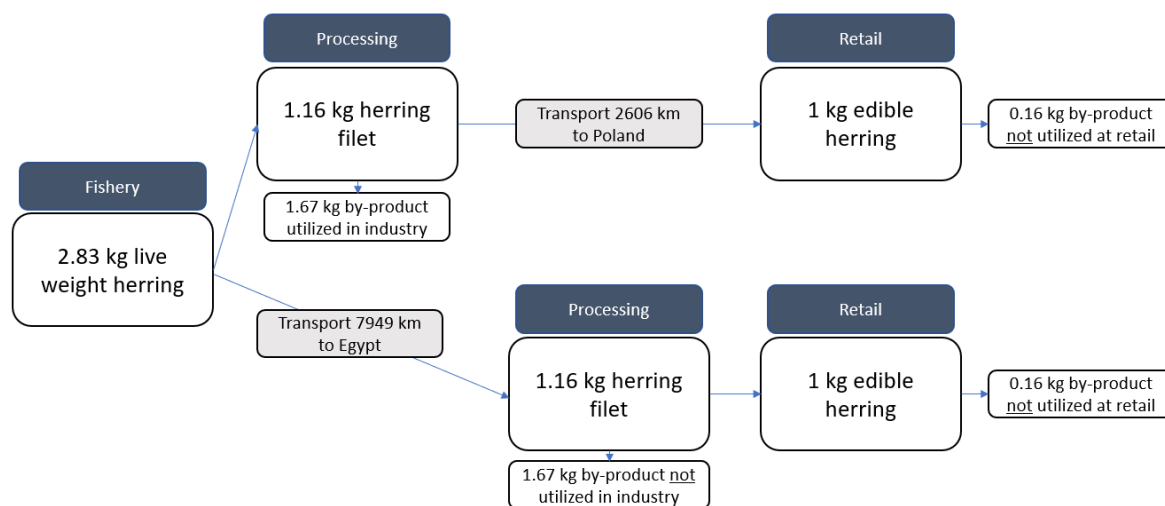 Processing
Retail
1.16 kg herring
filet
Transport 2606 km
to Poland
1 kg edible
herring
0.16 kg by-product
not utilized at retail
1.67 kg by-product
utilized in industry
Fishery
2.83 kg live
weight herring
Transport 7949 km
to Egypt
Processing
Retail
1.16 kg herring
filet
1 kg edible
herring
0.16 kg by-product
not utilized at retail
1.67 kg by-product not
utilized in industry